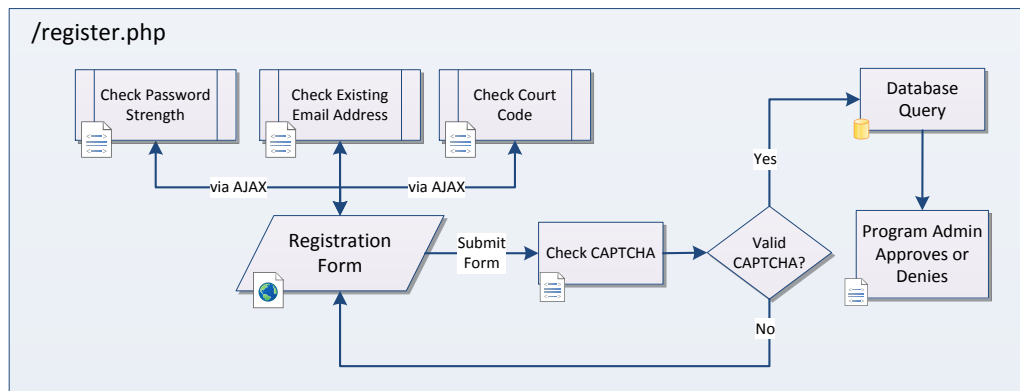 /register.php
Check Password
Strength
Check Existing
Email Address
Check Court
Code
Database
Query
Yes
via AJAX
via AJAX
Registration
Form
Submit
Form
Check CAPTCHA
Valid
CAPTCHA?
Program Admin
Approves or
Denies
No